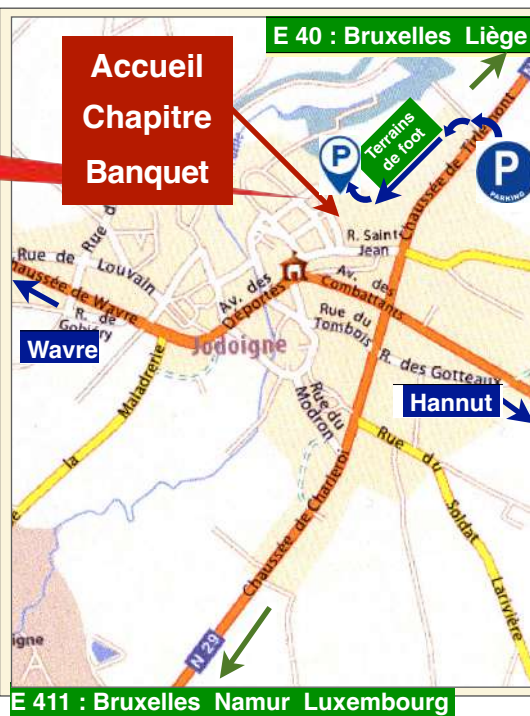 E 40 : Bruxelles Liège
Accueil
Chapitre
Banquet
P
Terrains
de foot
P
PARKING
Chaussée de Tirlemont
R. Saint
Jean
Rue de Louvain
Rue d
Chaussée de Wavre
R. de
Gobiéry
Wavre
Av. des
Déportés
Av. des
Combattants
Rue du
Tombois
Jodoigne
R. des Gotteaux
Hannut
Maladrerie
la
Rue du
Modron
Rue du Soldat Larivière
Chaussée de Charleroi
N 29
igne
E 411 : Bruxelles Namur Luxembourg